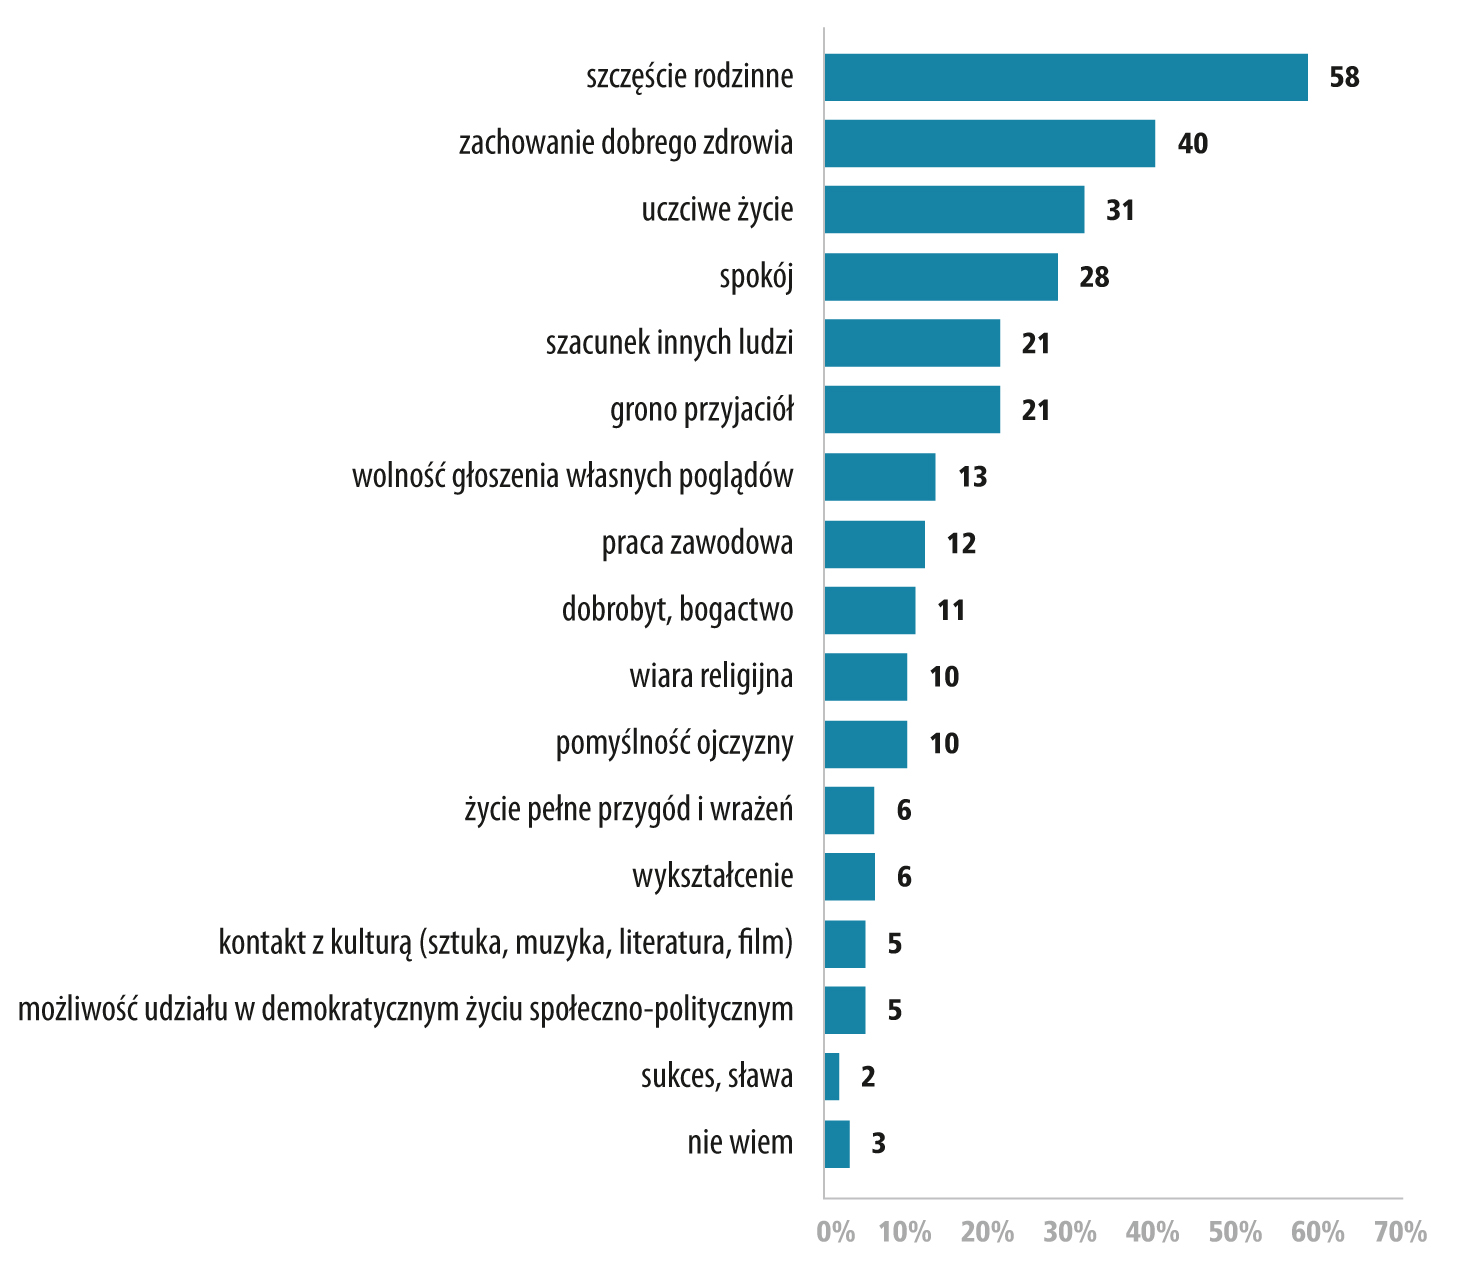 szczęście rodzinne 58
zachowanie dobrego zdrowia 40
uczciwe życie 31
spokój 28
szacunek innych ludzi 21
grono przyjaciół 21
wolność głoszenia własnych poglądów 13
praca zawodowa 12
dobrobyt, bogactwo 11
wiara religijna 10
pomyślność ojczyzny 10
życie pełne przygód i wrażeń 6
wykształcenie 6
kontakt z kulturą (sztuka, muzyka, literatura, film) 5
możliwość udziału w demokratycznym życiu społeczno-politycznym 5
sukces, sława 2
nie wiem 3
0% 10% 20% 30% 40% 50% 60% 70%